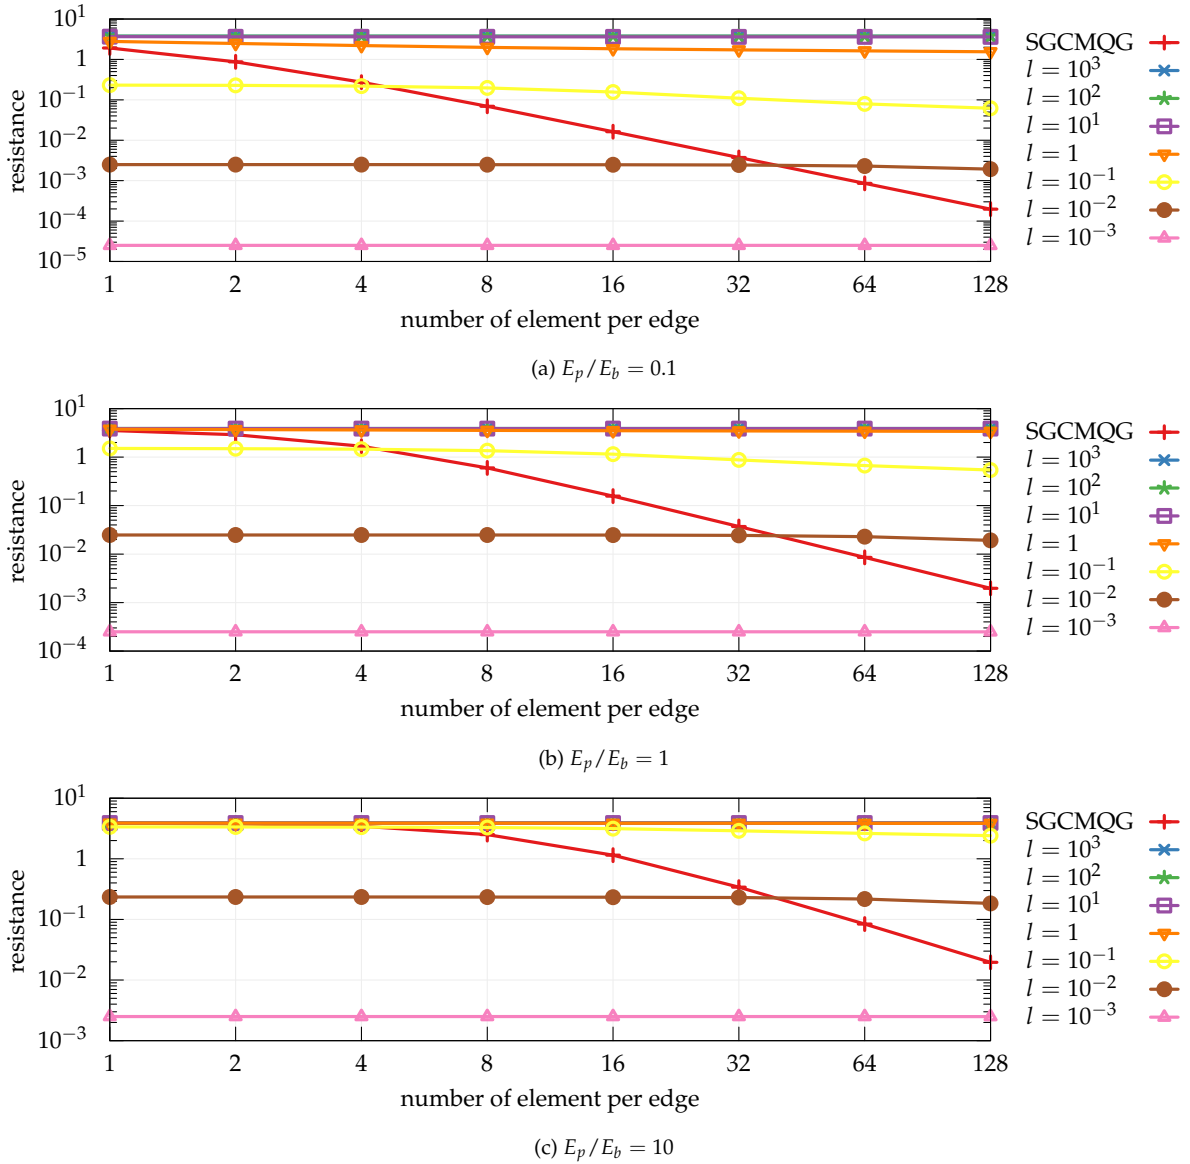 10^1
1
10^-1
10^-2
10^-3
10^-4
10^-5
resistance
1 2 4 8 16 32 64 128
number of element per edge
SGCMQG
l = 10^3
l = 10^2
l = 10^1
l = 1
l = 10^-1
l = 10^-2
l = 10^-3
(a) E_p/E_b = 0.1
10^1
1
10^-1
10^-2
10^-3
10^-4
resistance
1 2 4 8 16 32 64 128
number of element per edge
SGCMQG
l = 10^3
l = 10^2
l = 10^1
l = 1
l = 10^-1
l = 10^-2
l = 10^-3
(b) E_p/E_b = 1
10^1
1
10^-1
10^-2
10^-3
resistance
1 2 4 8 16 32 64 128
number of element per edge
SGCMQG
l = 10^3
l = 10^2
l = 10^1
l = 1
l = 10^-1
l = 10^-2
l = 10^-3
(c) E_p/E_b = 10